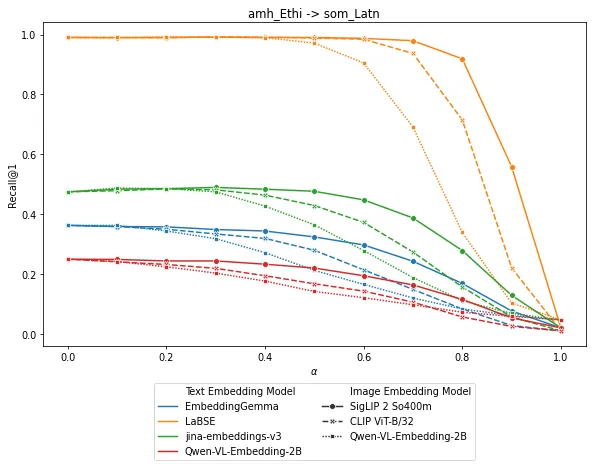 amh_Ethi -> som_Latn
1.0
0.8
0.6
0.4
0.2
0.0
Recall@1
0.0 0.2 0.4 0.6 0.8 1.0
α
Text Embedding Model Image Embedding Model
EmbeddingGemma SigLIP 2 So400m
LaBSE CLIP ViT-B/32
jina-embeddings-v3 Qwen-VL-Embedding-2B
Qwen-VL-Embedding-2B